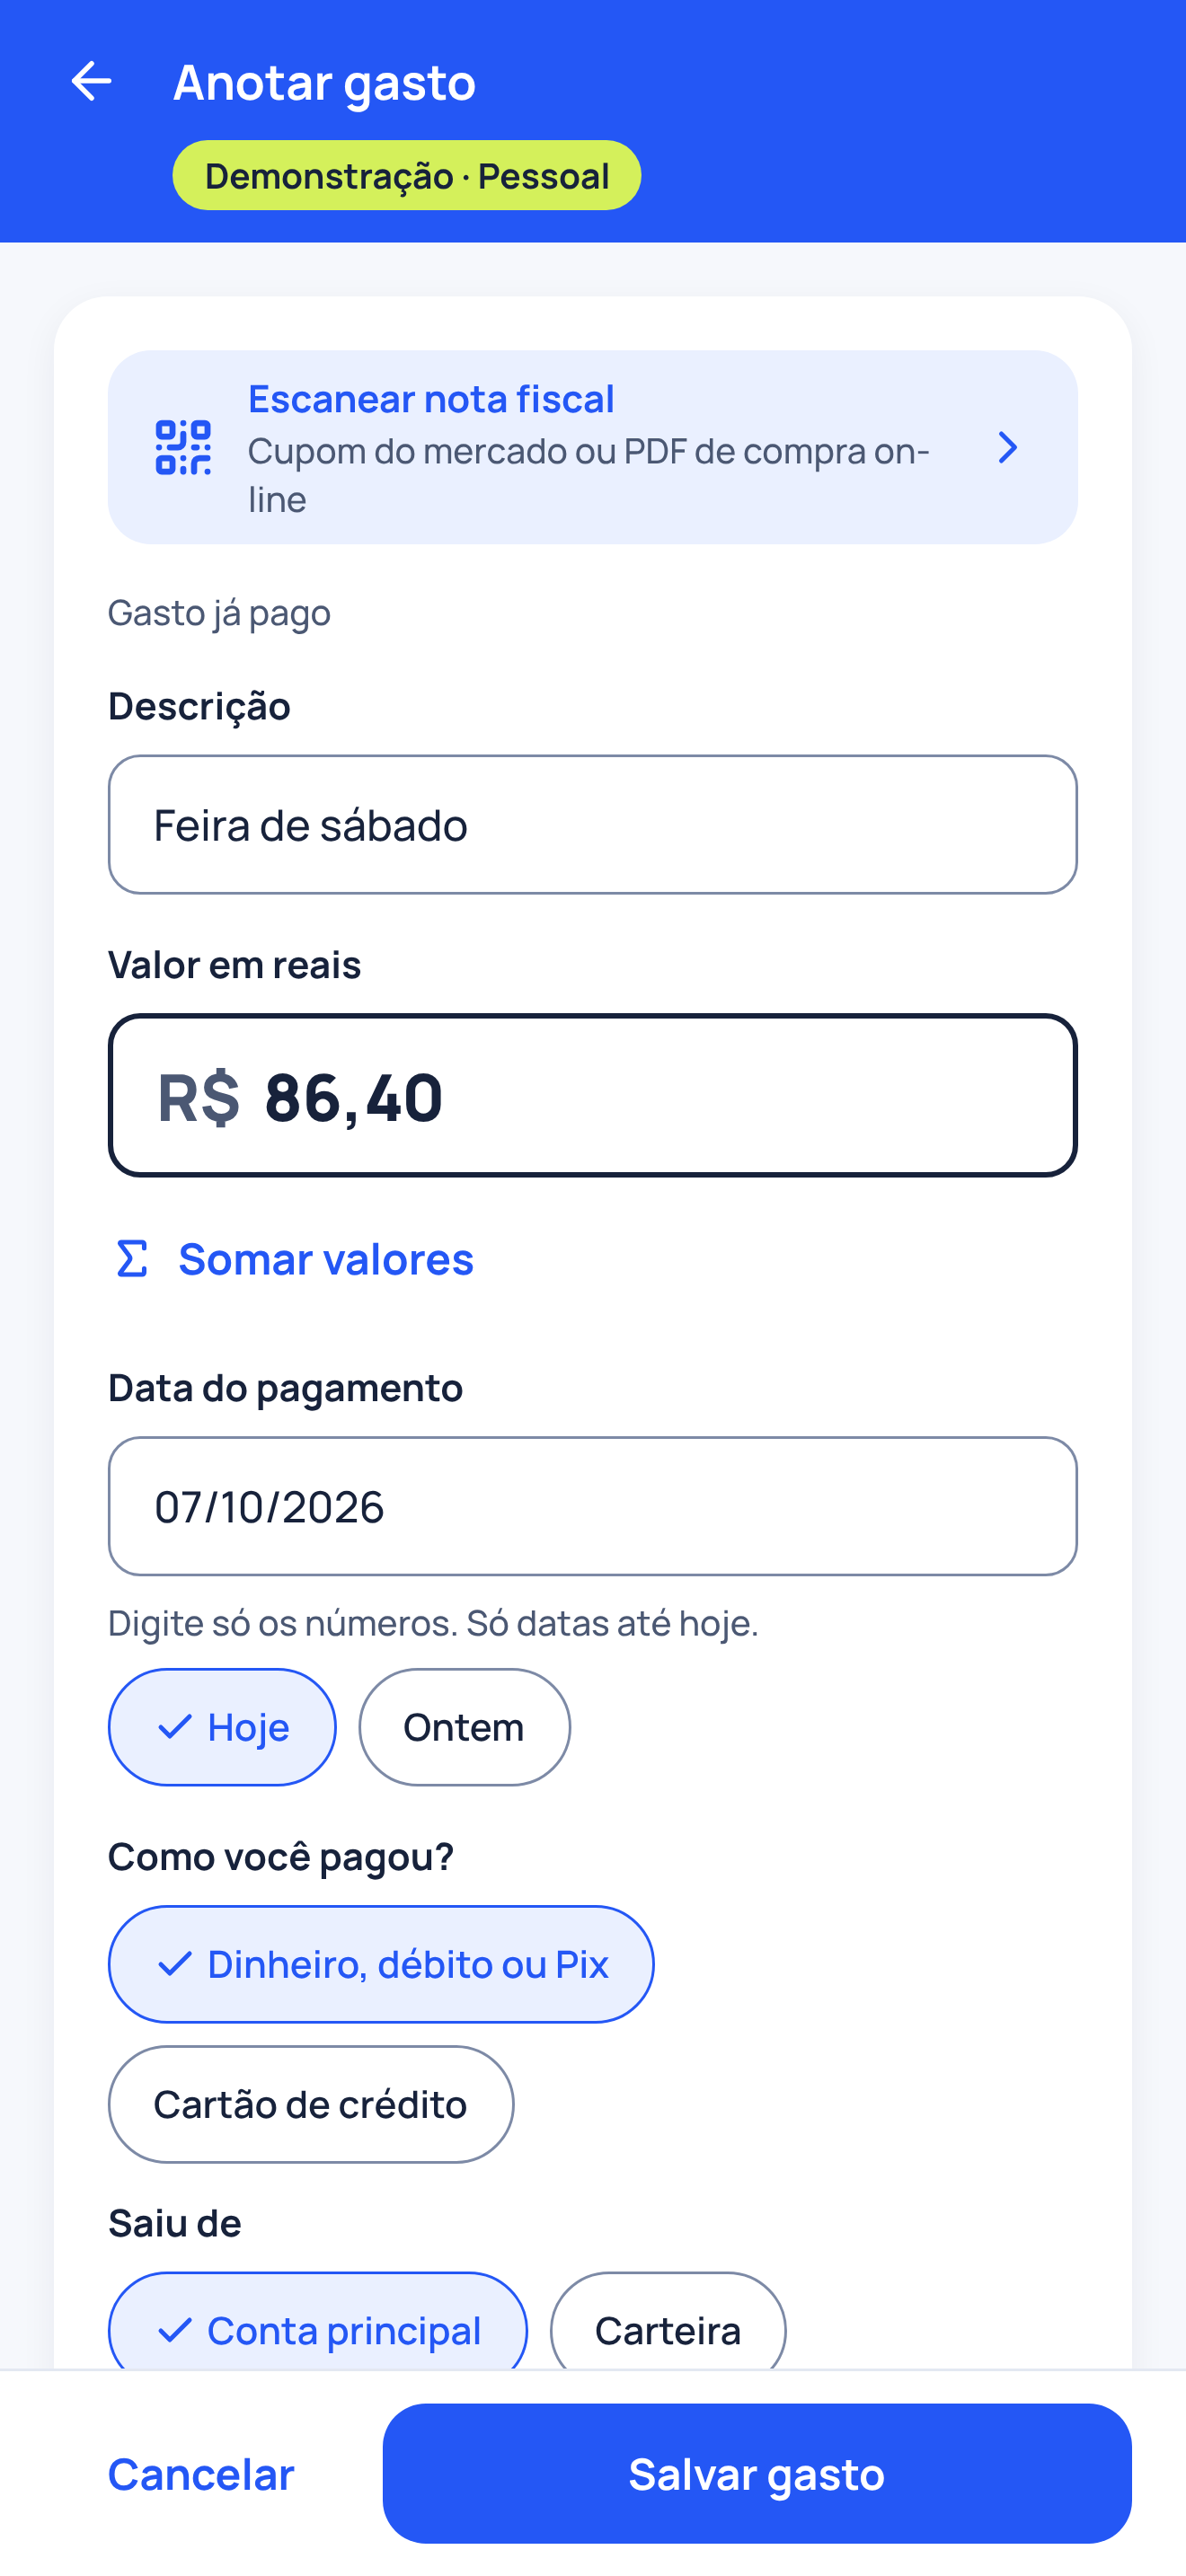 Anotar gasto
Demonstração · Pessoal
Escanear nota fiscal
Cupom do mercado ou PDF de compra on-
line
Gasto já pago
Descrição
Feira de sábado
Valor em reais
R$ 86,40
Σ Somar valores
Data do pagamento
07/10/2026
Digite só os números. Só datas até hoje.
Hoje
Ontem
Como você pagou?
Dinheiro, débito ou Pix
Cartão de crédito
Saiu de
Conta principal
Carteira
Cancelar
Salvar gasto